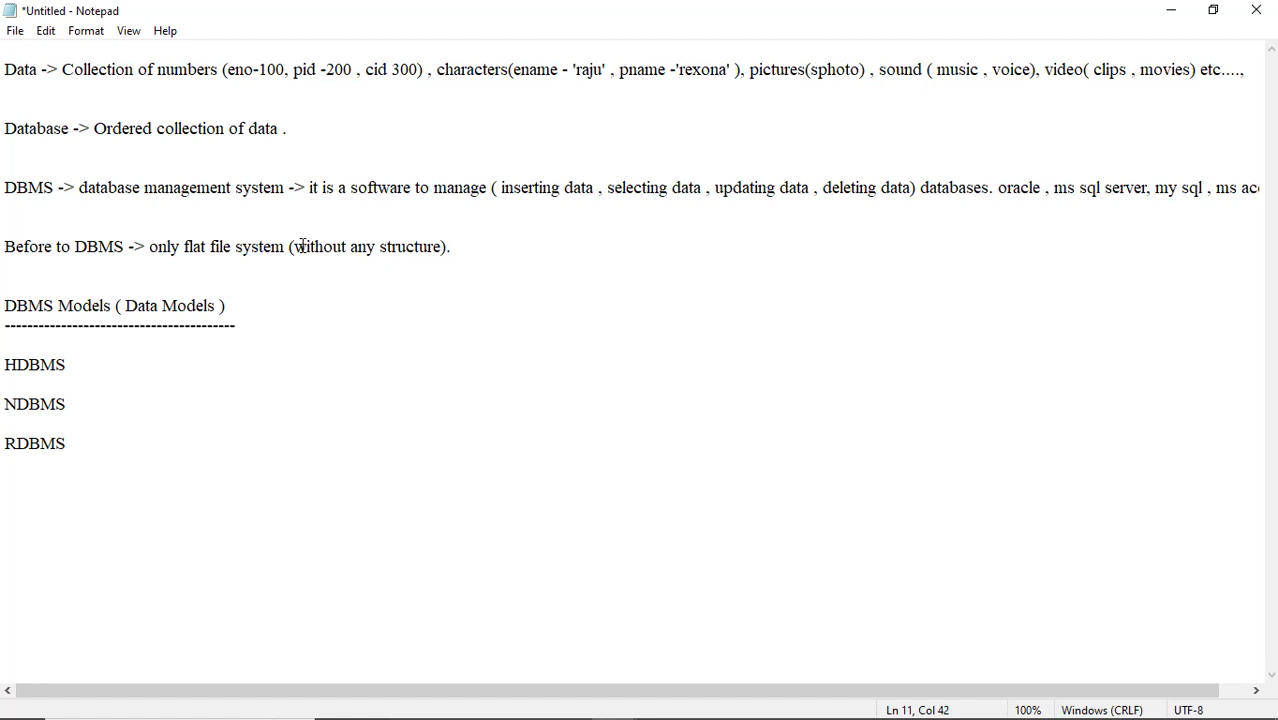 *Untitled - Notepad
File Edit Format View Help
Data -> Collection of numbers (eno-100, pid -200 , cid 300) , characters(ename - 'raju' , pname -'rexona' ), pictures(sphoto) , sound ( music , voice), video( clips , movies) etc....,
Database -> Ordered collection of data .
DBMS -> database management system -> it is a software to manage ( inserting data , selecting data , updating data , deleting data) databases. oracle , ms sql server, my sql , ms
Before to DBMS -> only flat file system (without any structure).
DBMS Models ( Data Models )
-----------------------------------------
HDBMS
NDBMS
RDBMS
Ln 11, Col 42 100% Windows (CRLF) UTF-8